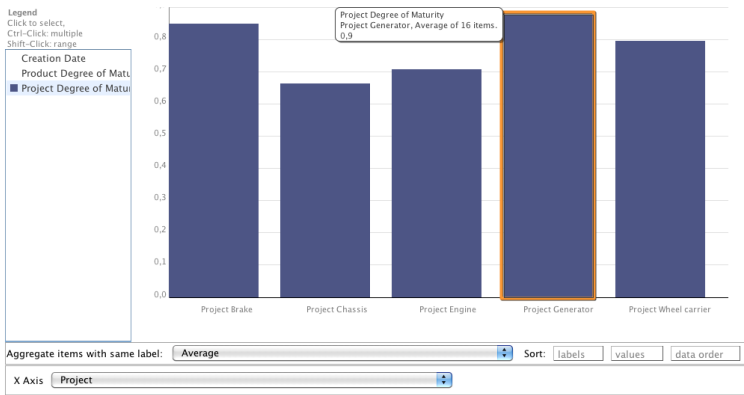 Legend
Click to select,
Ctrl-Click: multiple
Shift-Click: range
Creation Date
Product Degree of Matu
Project Degree of Matu
Project Degree of Maturity
Project Generator, Average of 16 items.
0,9
0,8
0,7
0,6
0,5
0,4
0,3
0,2
0,1
0,0
Project Brake
Project Chassis
Project Engine
Project Generator
Project Wheel carrier
Aggregate items with same label:
Average
Sort:
labels
values
data order
X Axis
Project